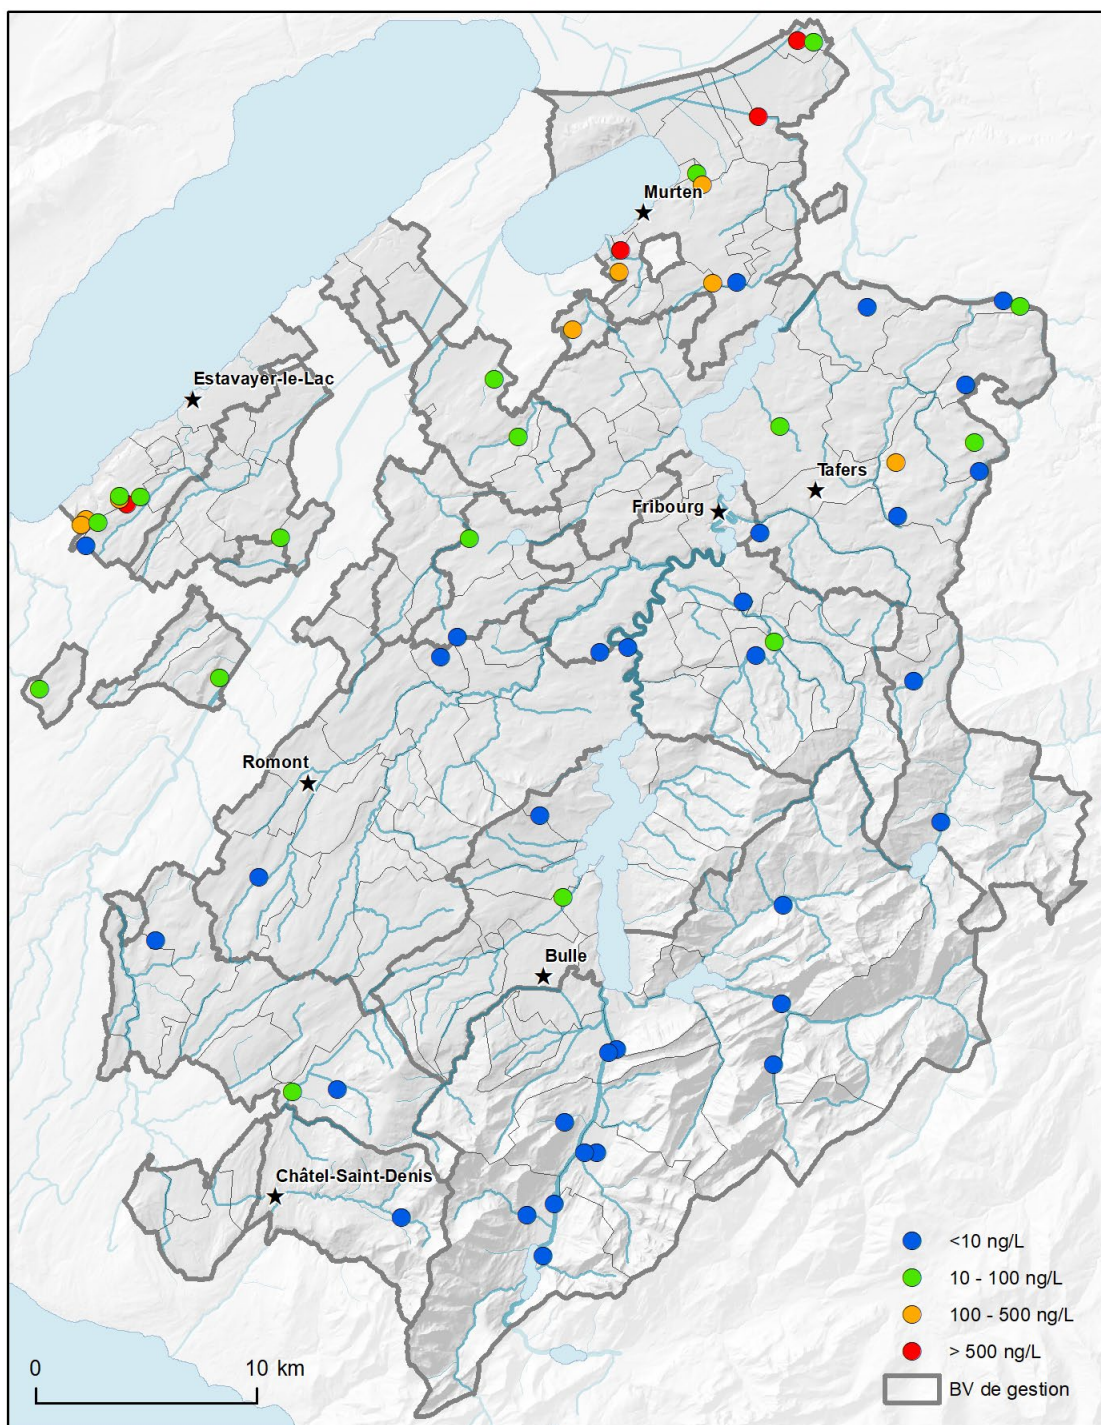 Murten
Estavayer-le-Lac
Tafers
Fribourg
Romont
Bulle
Châtel-Saint-Denis
<10 ng/L
10 - 100 ng/L
100 - 500 ng/L
> 500 ng/L
BV de gestion
0 10 km